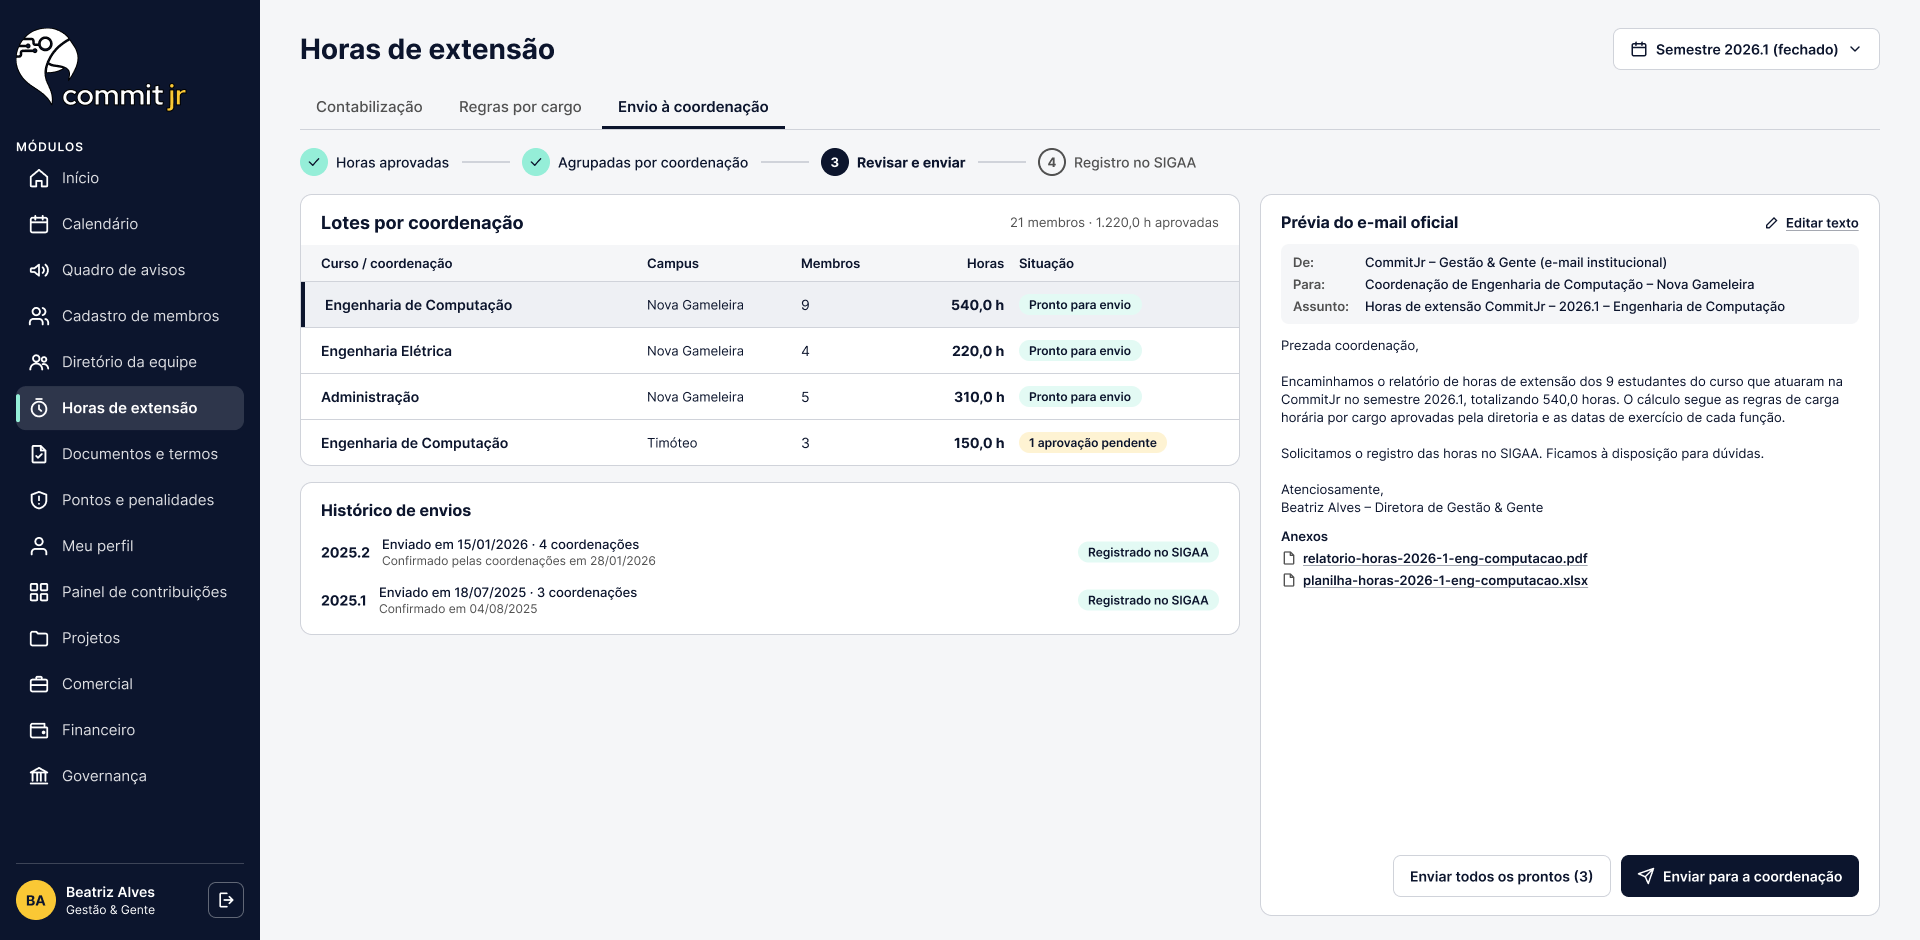 commit jr
MÓDULOS
Início
Calendário
Quadro de avisos
Cadastro de membros
Diretório da equipe
Horas de extensão
Documentos e termos
Pontos e penalidades
Meu perfil
Painel de contribuições
Projetos
Comercial
Financeiro
Governança
BA
Beatriz Alves
Gestão & Gente
Horas de extensão
Semestre 2026.1 (fechado)
Contabilização
Regras por cargo
Envio à coordenação
Horas aprovadas
Agrupadas por coordenação
3 Revisar e enviar
4 Registro no SIGAA
Lotes por coordenação
21 membros · 1.220,0 h aprovadas
Curso / coordenação Campus Membros Horas Situação
Engenharia de Computação Nova Gameleira 9 540,0 h Pronto para envio
Engenharia Elétrica Nova Gameleira 4 220,0 h Pronto para envio
Administração Nova Gameleira 5 310,0 h Pronto para envio
Engenharia de Computação Timóteo 3 150,0 h 1 aprovação pendente
Histórico de envios
2025.2
Enviado em 15/01/2026 · 4 coordenações
Confirmado pelas coordenações em 28/01/2026
Registrado no SIGAA
2025.1
Enviado em 18/07/2025 · 3 coordenações
Confirmado em 04/08/2025
Registrado no SIGAA
Prévia do e-mail oficial
Editar texto
De: CommitJr – Gestão & Gente (e-mail institucional)
Para: Coordenação de Engenharia de Computação – Nova Gameleira
Assunto: Horas de extensão CommitJr – 2026.1 – Engenharia de Computação
Prezada coordenação,
Encaminhamos o relatório de horas de extensão dos 9 estudantes do curso que atuaram na
CommitJr no semestre 2026.1, totalizando 540,0 horas. O cálculo segue as regras de carga
horária por cargo aprovadas pela diretoria e as datas de exercício de cada função.
Solicitamos o registro das horas no SIGAA. Ficamos à disposição para dúvidas.
Atenciosamente,
Beatriz Alves – Diretora de Gestão & Gente
Anexos
relatorio-horas-2026-1-eng-computacao.pdf
planilha-horas-2026-1-eng-computacao.xlsx
Enviar todos os prontos (3)
Enviar para a coordenação